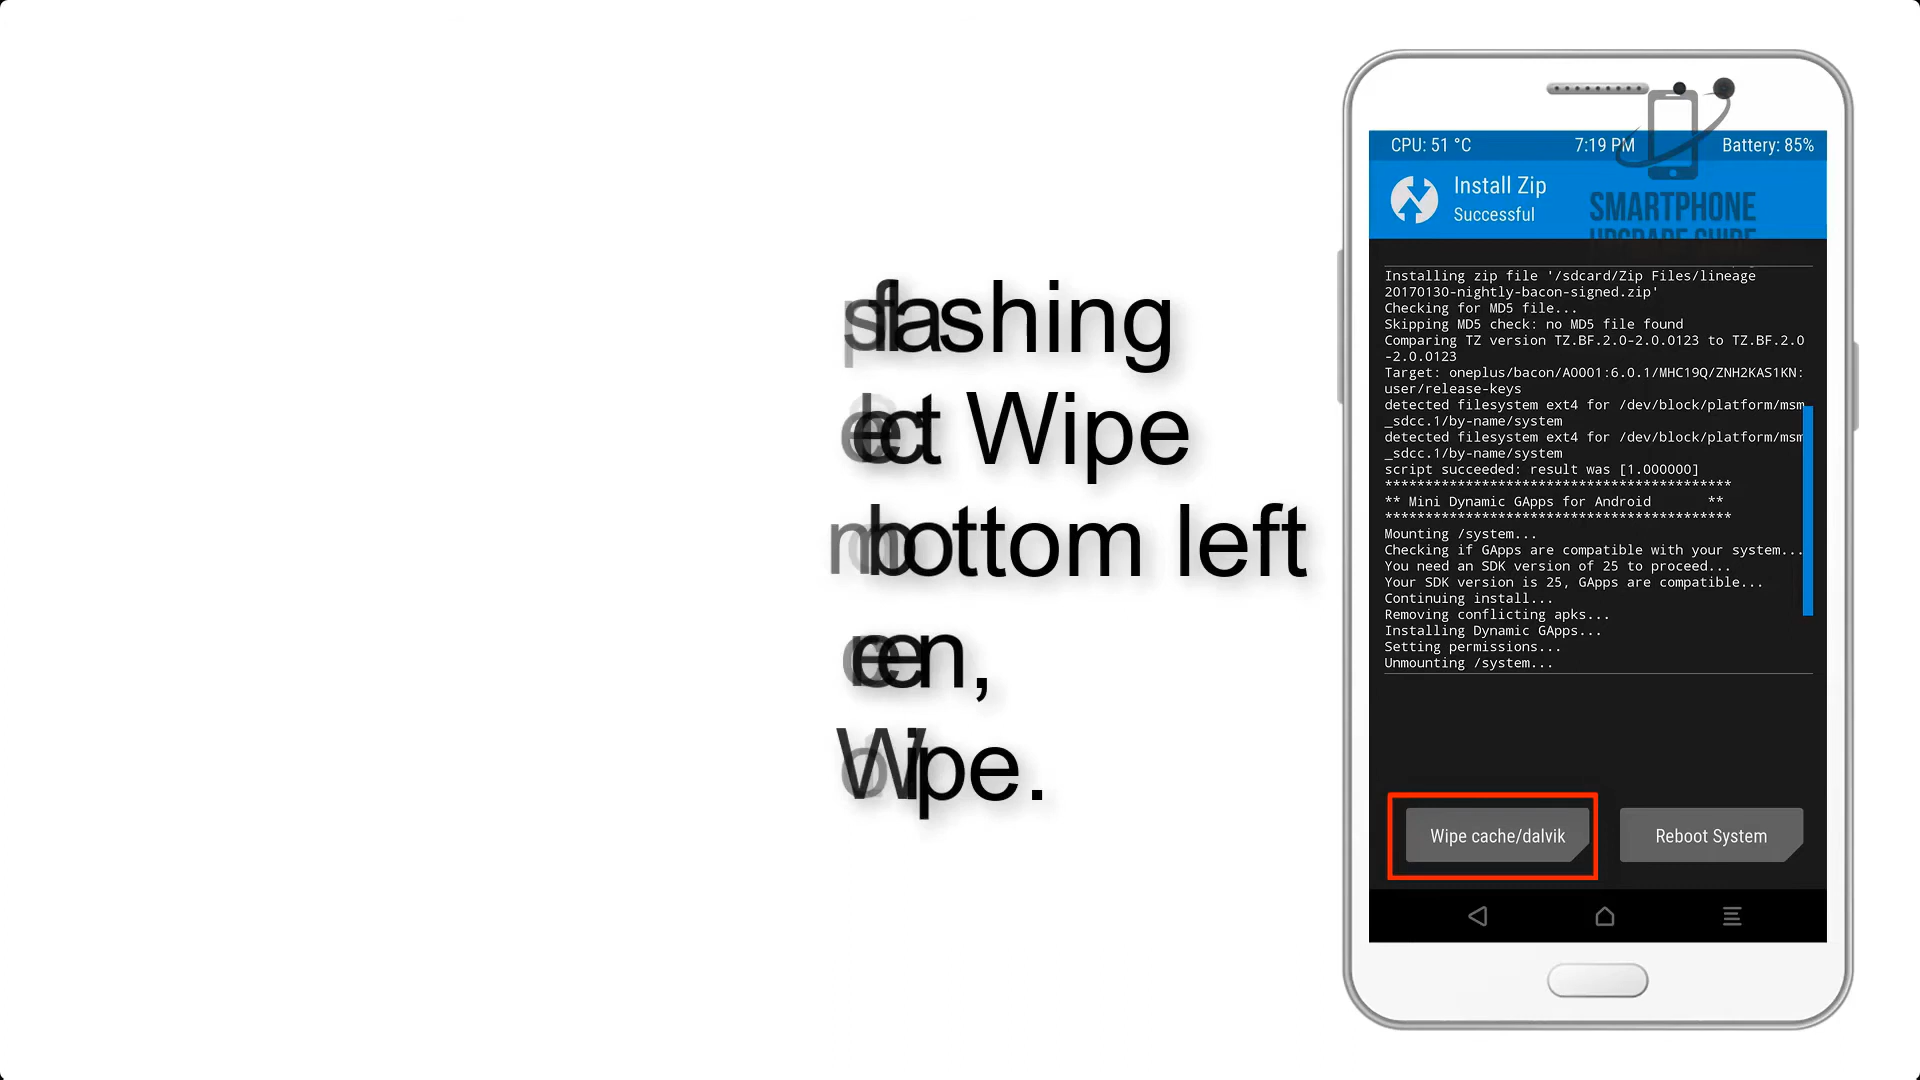 flashing
Wipe
bottom left
Wipe.
CPU: 51 °C
7:19 PM
Battery: 85%
Install Zip
Successful
SMARTPHONE
UPGRADE GUIDE
Installing zip file '/sdcard/Zip Files/lineage
20170130-nightly-bacon-signed.zip'
Checking for MD5 file...
Skipping MD5 check: no MD5 file found
Comparing TZ version TZ.BF.2.0-2.0.0123 to TZ.BF.2.0
-2.0.0123
Target: oneplus/bacon/A0001:6.0.1/MHC19Q/ZNH2KAS1KN:
user/release-keys
detected filesystem ext4 for /dev/block/platform/msm
_sdcc.1/by-name/system
detected filesystem ext4 for /dev/block/platform/msm
_sdcc.1/by-name/system
script succeeded: result was [1.000000]
*******************************************
** Mini Dynamic GApps for Android       **
*******************************************
Mounting /system...
Checking if GApps are compatible with your system...
You need an SDK version of 25 to proceed...
Your SDK version is 25, GApps are compatible...
Continuing install...
Removing conflicting apks...
Installing Dynamic GApps...
Setting permissions...
Unmounting /system...
Wipe cache/dalvik
Reboot System